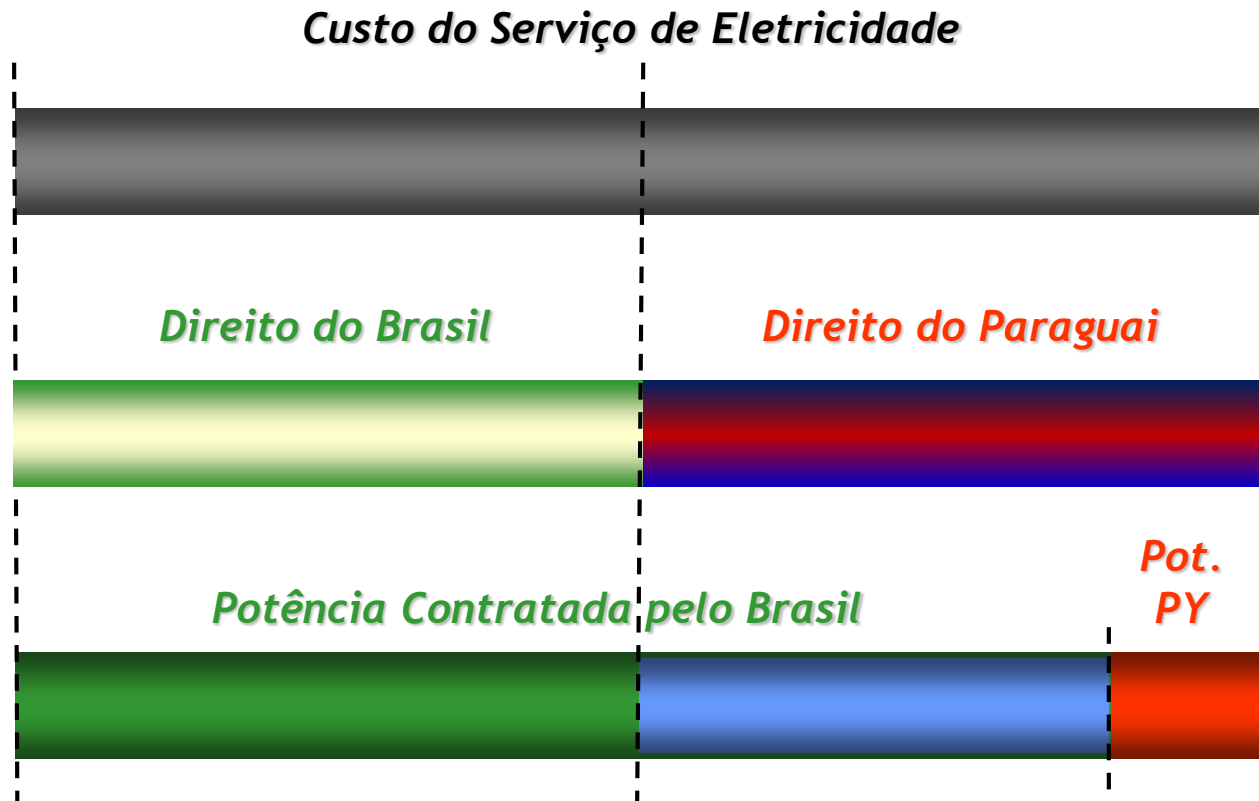 Custo do Serviço de Eletricidade
Direito do Brasil
Direito do Paraguai
Potência Contratada pelo Brasil
Pot.
PY